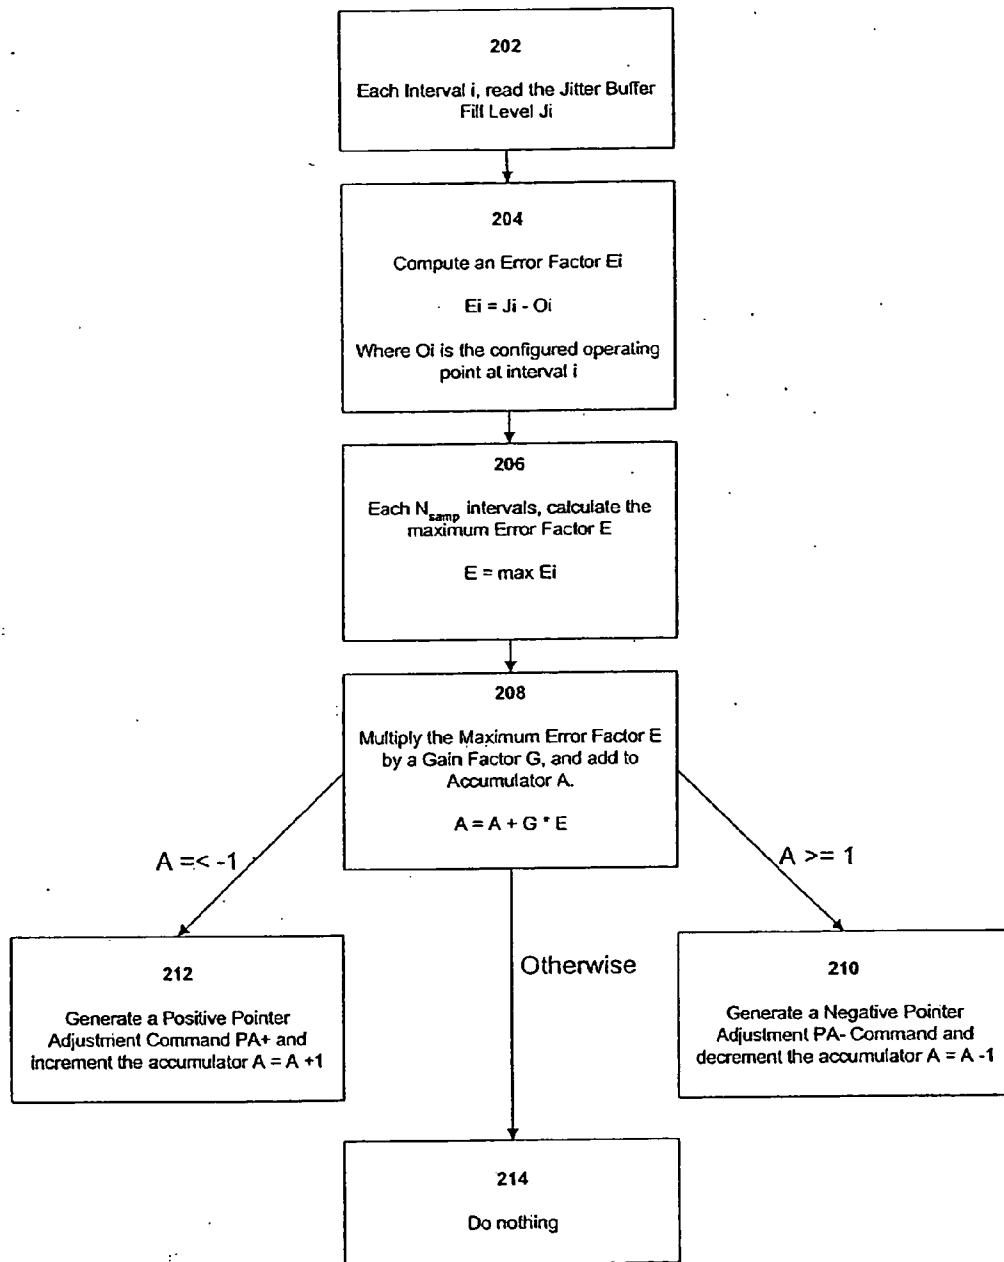 202
Each Interval i, read the Jitter Buffer
Fill Level Ji
204
Compute an Error Factor Ei
Ei = Ji - Oi
Where Oi is the configured operating
point at interval i
206
Each Nsamp intervals, calculate the
maximum Error Factor E
E = max Ei
208
Multiply the Maximum Error Factor E
by a Gain Factor G, and add to
Accumulator A.
A = A + G * E
A =< -1
A >= 1
Otherwise
212
Generate a Positive Pointer
Adjustment Command PA+ and
increment the accumulator A = A +1
210
Generate a Negative Pointer
Adjustment PA- Command and
decrement the accumulator A = A -1
214
Do nothing